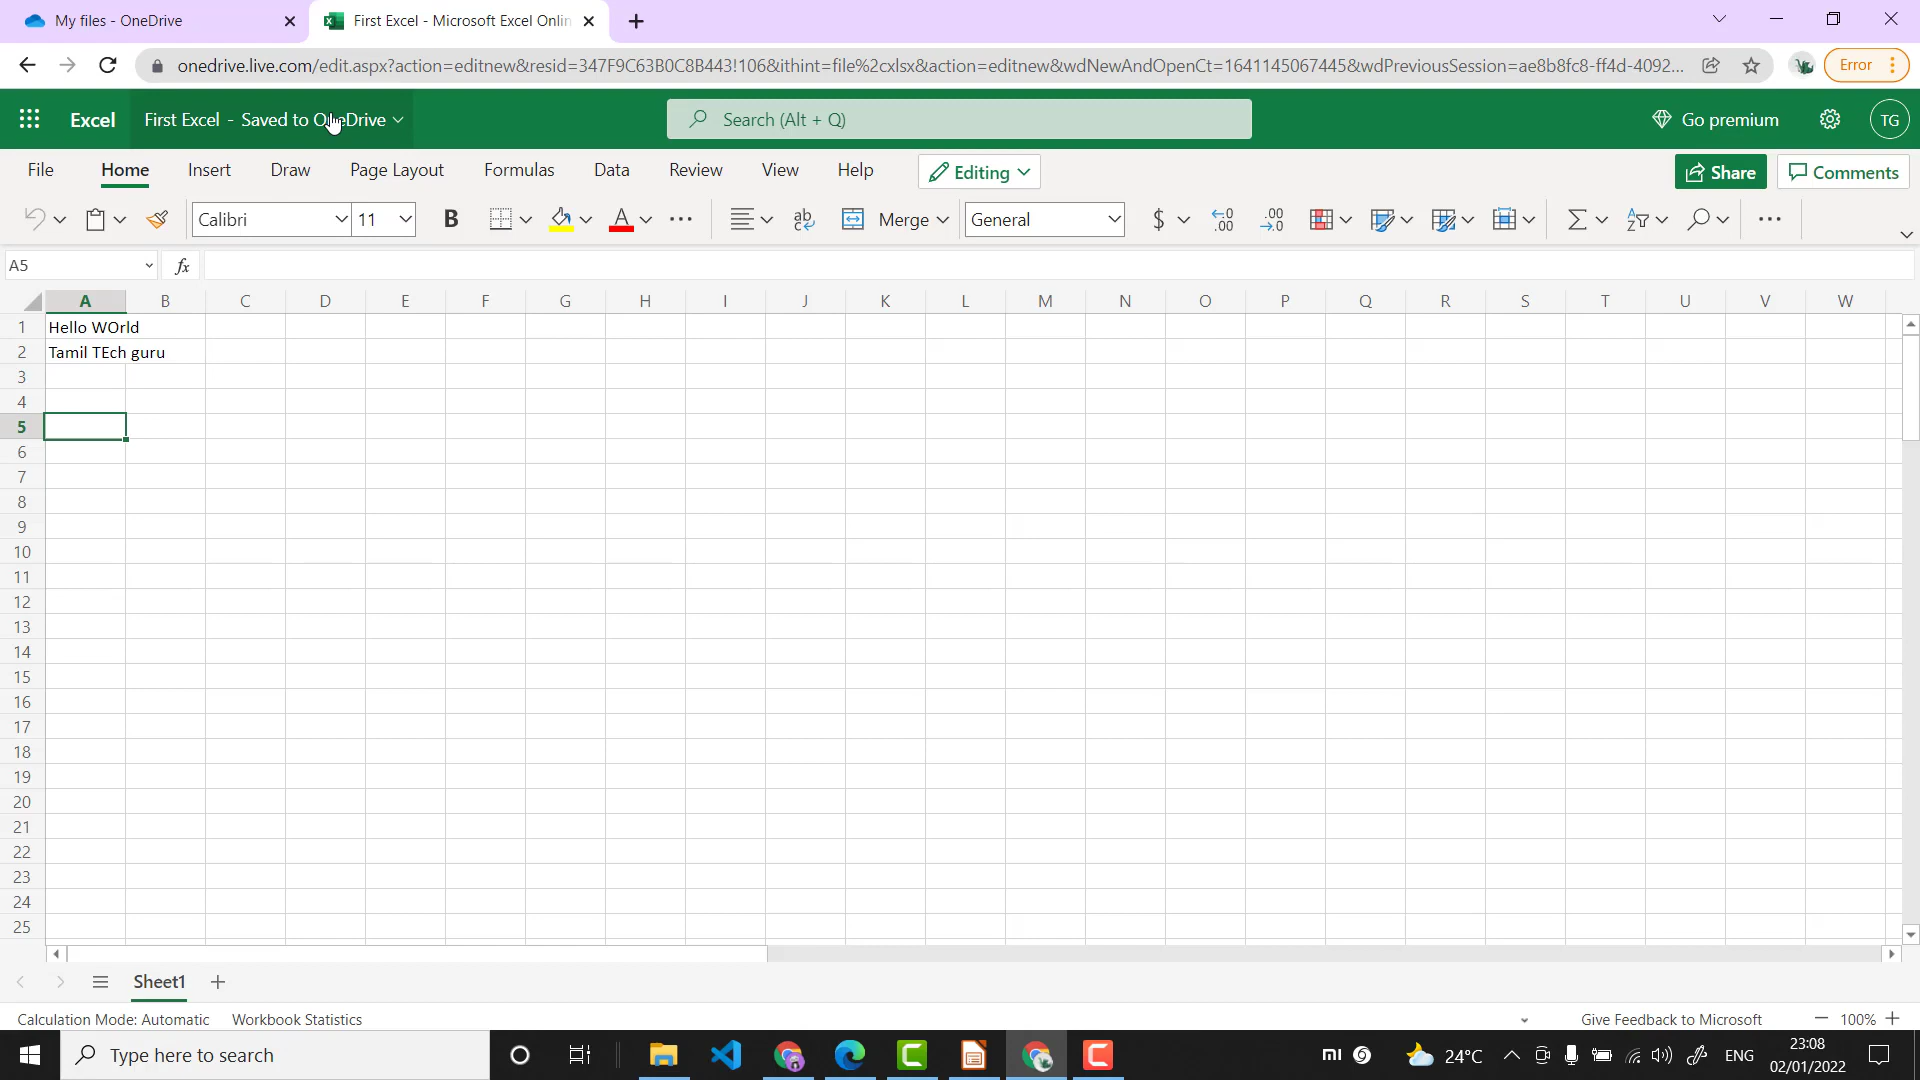 My files - OneDrive
First Excel - Microsoft Excel Onlin
onedrive.live.com/edit.aspx?action=editnew&resid=347F9C63B0C8B443!106&ithint=file%2cxlsx&action=editnew&wdNewAndOpenCt=1641145067445&wdPreviousSession=ae8b8fc8-ff4d-4092...
Error
Excel
First Excel - Saved to OneDrive
Search (Alt + Q)
Go premium
TG
File Home Insert Draw Page Layout Formulas Data Review View Help
Editing
Share
Comments
Calibri
11
B
A
ab
Merge
General
$
A5
fx
A B C D E F G H I J K L M N O P Q R S T U V W
1 Hello WOrld
2 Tamil TEch guru
3
4
5
6
7
8
9
10
11
12
13
14
15
16
17
18
19
20
21
22
23
24
25
Sheet1
Calculation Mode: Automatic Workbook Statistics
Give Feedback to Microsoft
100%
Type here to search
24°C
ENG
23:08
02/01/2022